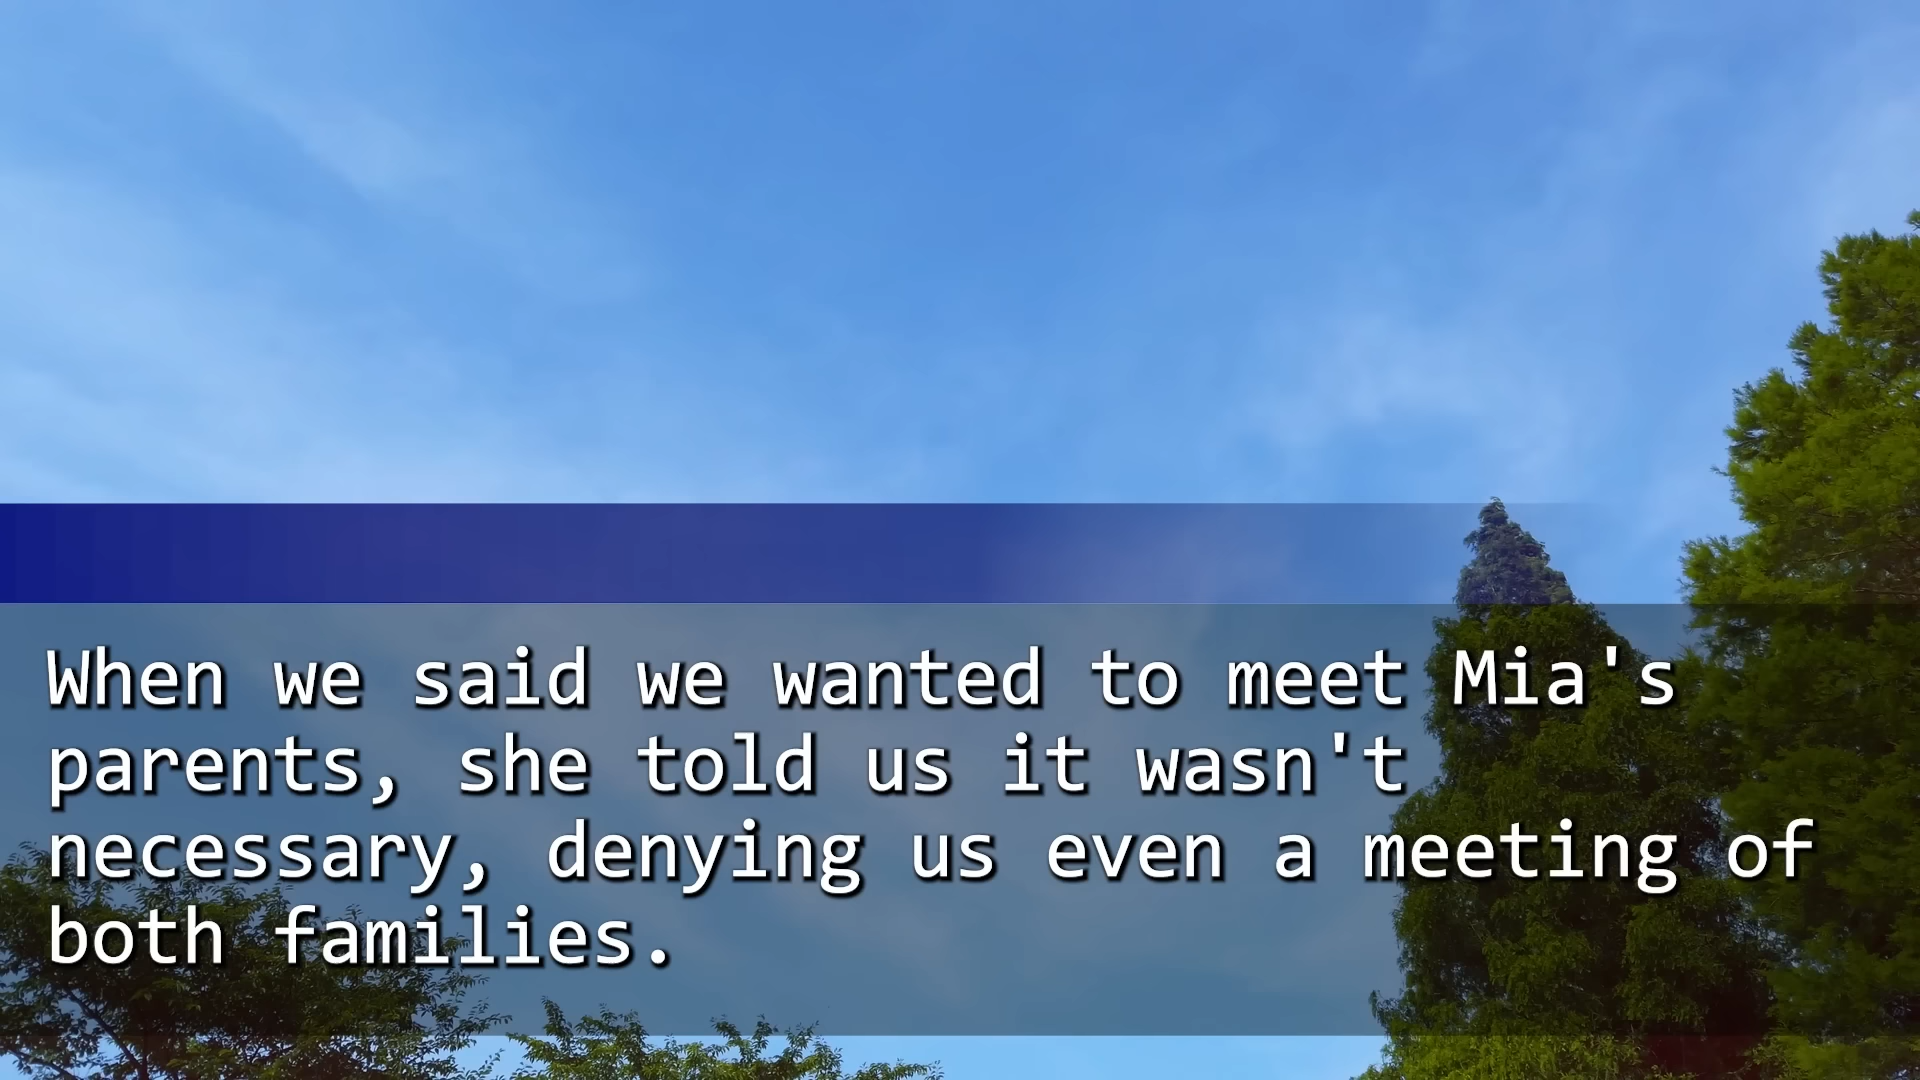 When we said we wanted to meet Mia's
parents, she told us it wasn't
necessary, denying us even a meeting of
both families.